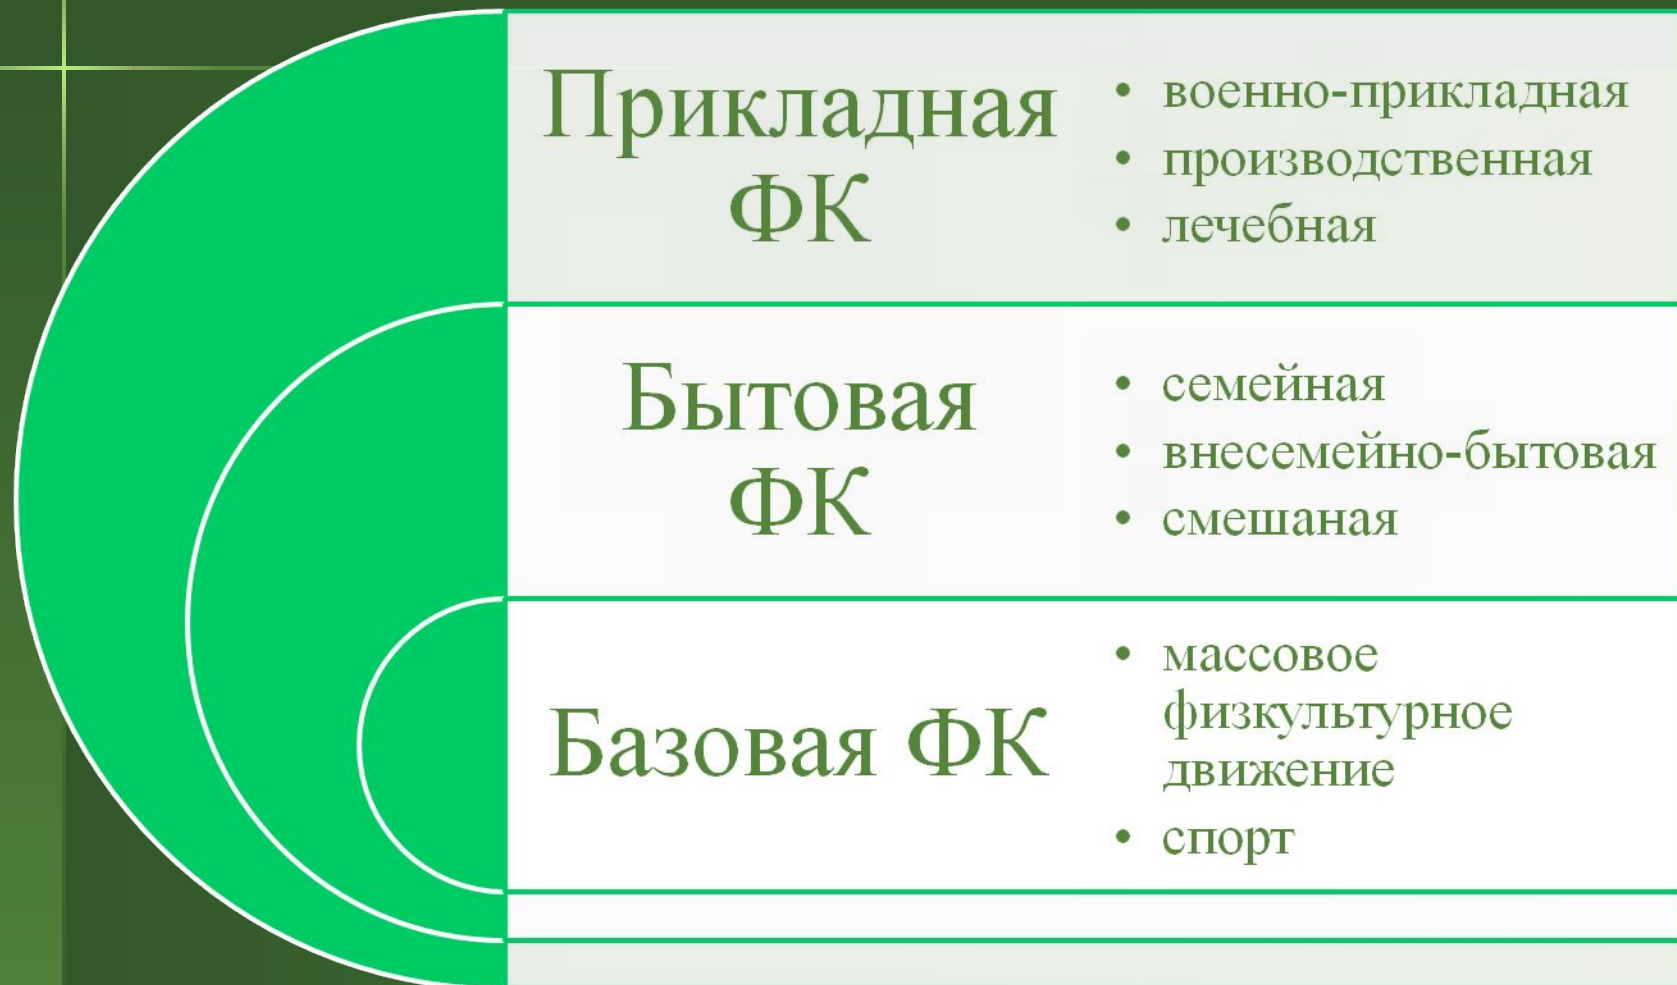 Прикладная
ФК
• военно-прикладная
• производственная
• лечебная
Бытовая
ФК
• семейная
• внесемейно-бытовая
• смешаная
Базовая ФК
• массовое
физкультурное
движение
• спорт